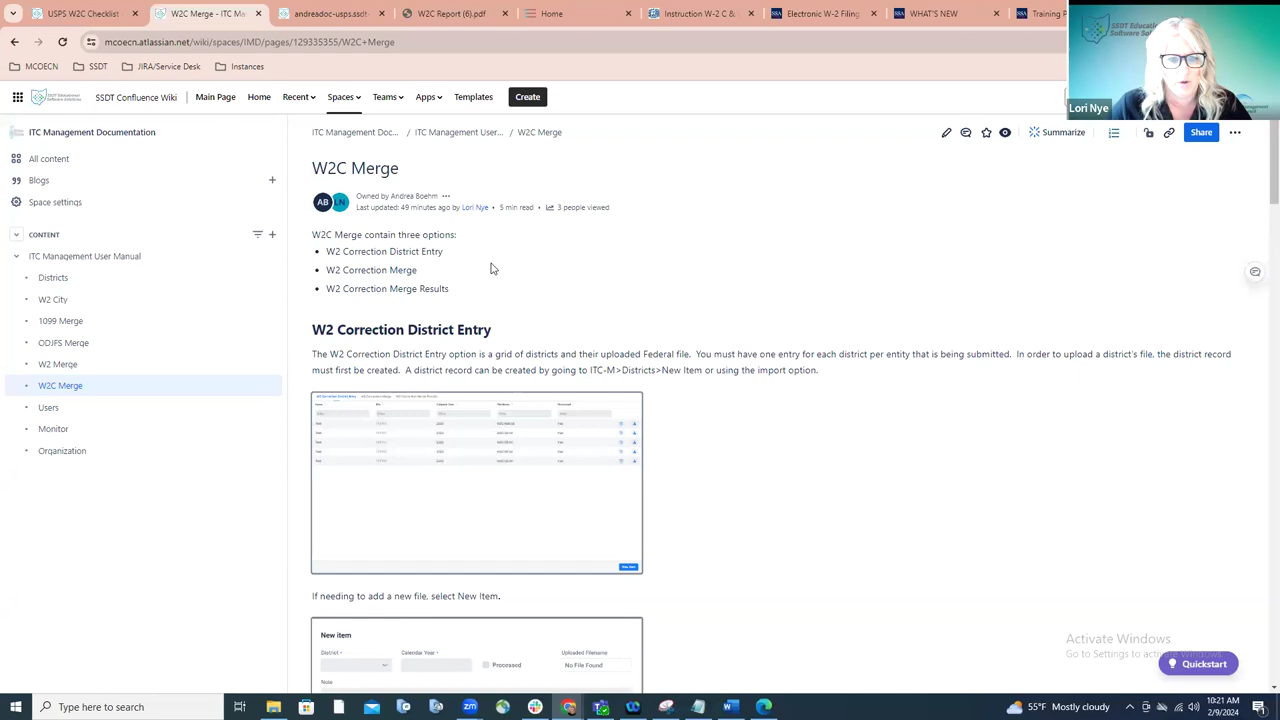 USPS W2C
W2C Merge - ITC M
andreadoc-assist: A
W2C Report (6.b) -
Home
Instruction W-2 C &
Electronic W-2 Filing
WHAT'S NEW
Training P
mcoecn.atlassian.net/wiki/spaces/IMD/pages/129335355/W2C+Merge
MCOECN
SSDT
JIRA/Service Desk
Instances
SSDT Educa
Software So
Lori Nye
SSDT Confluence Wiki
Main Page
Home
Recent
Spaces
Teams
Apps
Templates
Create
ITC Management Documentation
ITC Management Doc... / ITC Management User... / W2C Merge
Summarize
Share
All content
Blogs
Space settings
CONTENT
ITC Management User Manual
Districts
W2 City
1099 Merge
ODJFS Merge
W2 Merge
W2C Merge
Users
Monitor
Organization
W2C Merge
AB
LN
Owned by Andrea Boehm
Last updated: 49 minutes ago by Lori Nye • 5 min read • 3 people viewed
W2C Merge contain three options:
• W2 Correction District Entry
• W2 Correction Merge
• W2 Correction Merge Results
W2 Correction District Entry
The W2 Correction District Entry option is a grid of districts and their uploaded Federal file. You must have one entry for each district per entity that is being submitted. In order to upload a district's file, the district record
must first be created. A district record can be created by going to ITC-M>Districts>New Item or using the import option.
If needing to add a new file, select New Item.
New item
District *
Calendar Year *
Processed
Uploaded Filename
No File Found
Note
Activate Windows
Go to Settings to activate Windows.
Quickstart
Type here to search
55°F Mostly cloudy
10:21 AM
2/9/2024